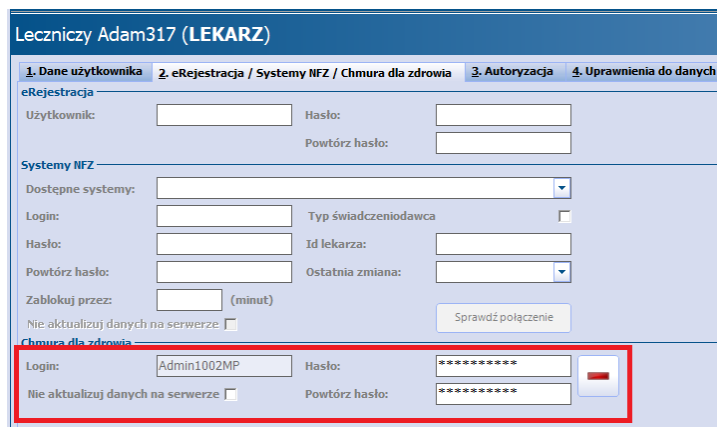 Leczniczy Adam317 (LEKARZ)
1. Dane użytkownika 2. eRejestracja / Systemy NFZ / Chmura dla zdrowia 3. Autoryzacja 4. Uprawnienia do danych
eRejestracja
Użytkownik: Hasło:
Powtórz hasło:
Systemy NFZ
Dostępne systemy:
Login: Typ świadczeniodawca
Hasło: Id lekarza:
Powtórz hasło: Ostatnia zmiana:
Zablokuj przez: (minut)
Sprawdź połączenie
Nie aktualizuj danych na serwerze
Chmura dla zdrowia
Login: Admin1002MP Hasło: **********
Nie aktualizuj danych na serwerze Powtórz hasło: **********